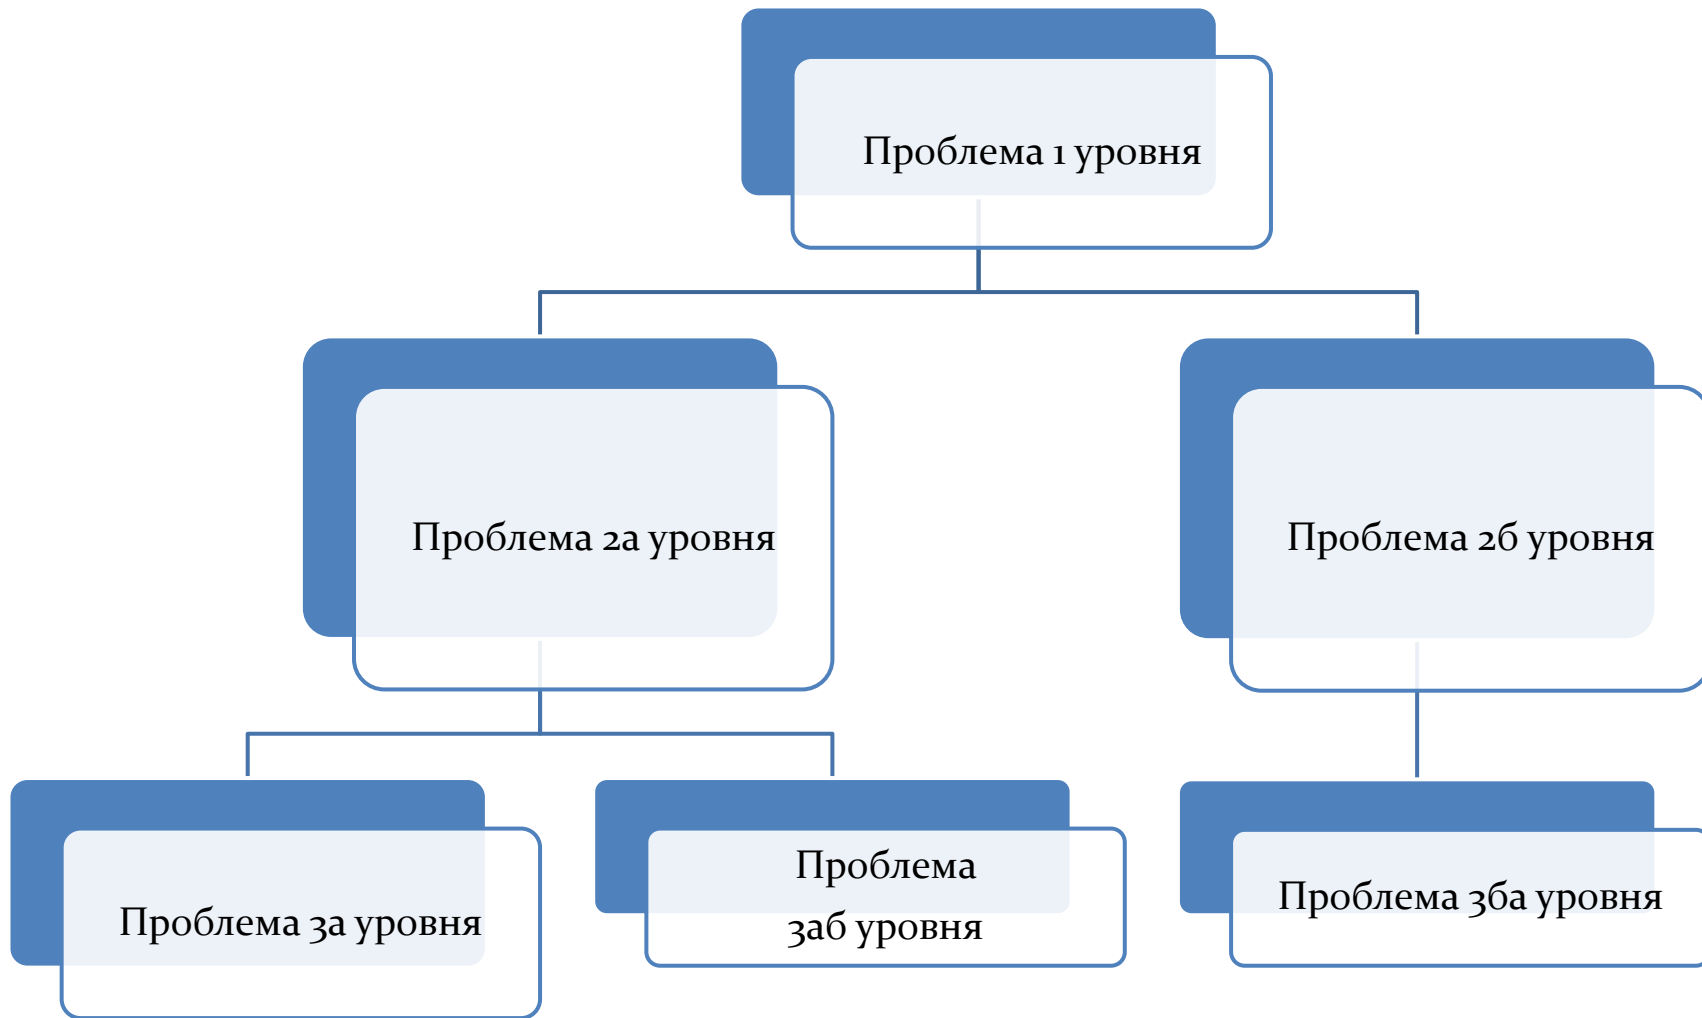 Проблема 1 уровня
Проблема 2а уровня
Проблема 2б уровня
Проблема 3а уровня
Проблема
3аб уровня
Проблема 3ба уровня